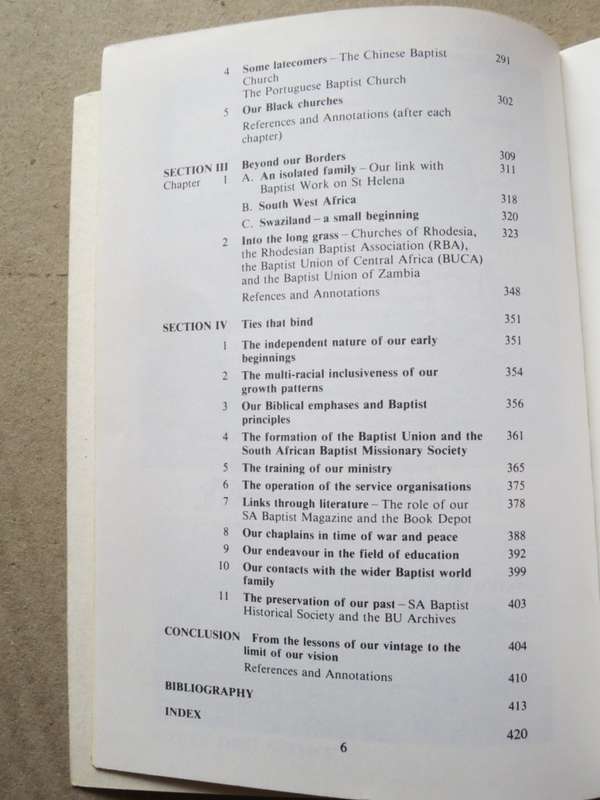 4 Some latecomers – The Chinese Baptist 291
Church
The Portuguese Baptist Church
5 Our Black churches 302
References and Annotations (after each
chapter)
SECTION III Beyond our Borders 309
Chapter 1 A. An isolated family – Our link with 311
Baptist Work on St Helena
B. South West Africa 318
C. Swaziland – a small beginning 320
2 Into the long grass – Churches of Rhodesia, 323
the Rhodesian Baptist Association (RBA),
the Baptist Union of Central Africa (BUCA)
and the Baptist Union of Zambia
Refences and Annotations 348
SECTION IV Ties that bind 351
1 The independent nature of our early 351
beginnings
2 The multi-racial inclusiveness of our 354
growth patterns
3 Our Biblical emphases and Baptist 356
principles
4 The formation of the Baptist Union and the 361
South African Baptist Missionary Society
5 The training of our ministry 365
6 The operation of the service organisations 375
7 Links through literature – The role of our 378
SA Baptist Magazine and the Book Depot
8 Our chaplains in time of war and peace 388
9 Our endeavour in the field of education 392
10 Our contacts with the wider Baptist world 399
family
11 The preservation of our past – SA Baptist 403
Historical Society and the BU Archives
CONCLUSION From the lessons of our vintage to the 404
limit of our vision
References and Annotations 410
BIBLIOGRAPHY 413
INDEX 420
6